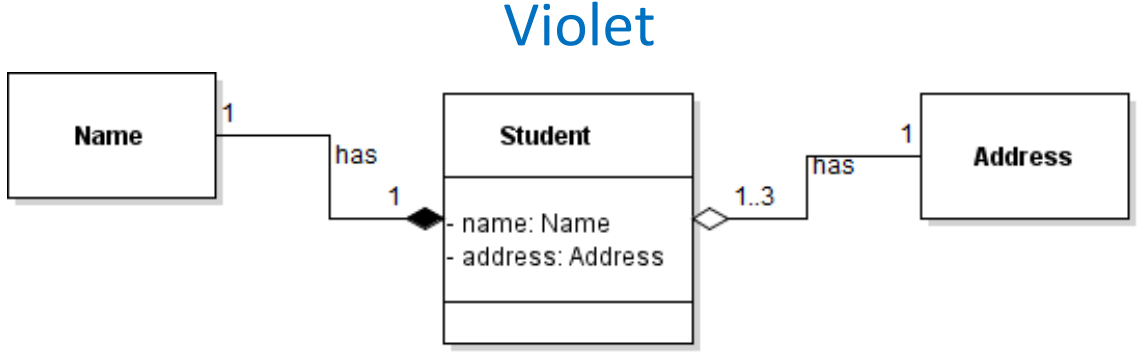 Violet
Name
1
has
1
Student
- name: Name
- address: Address
1..3
has
1
Address